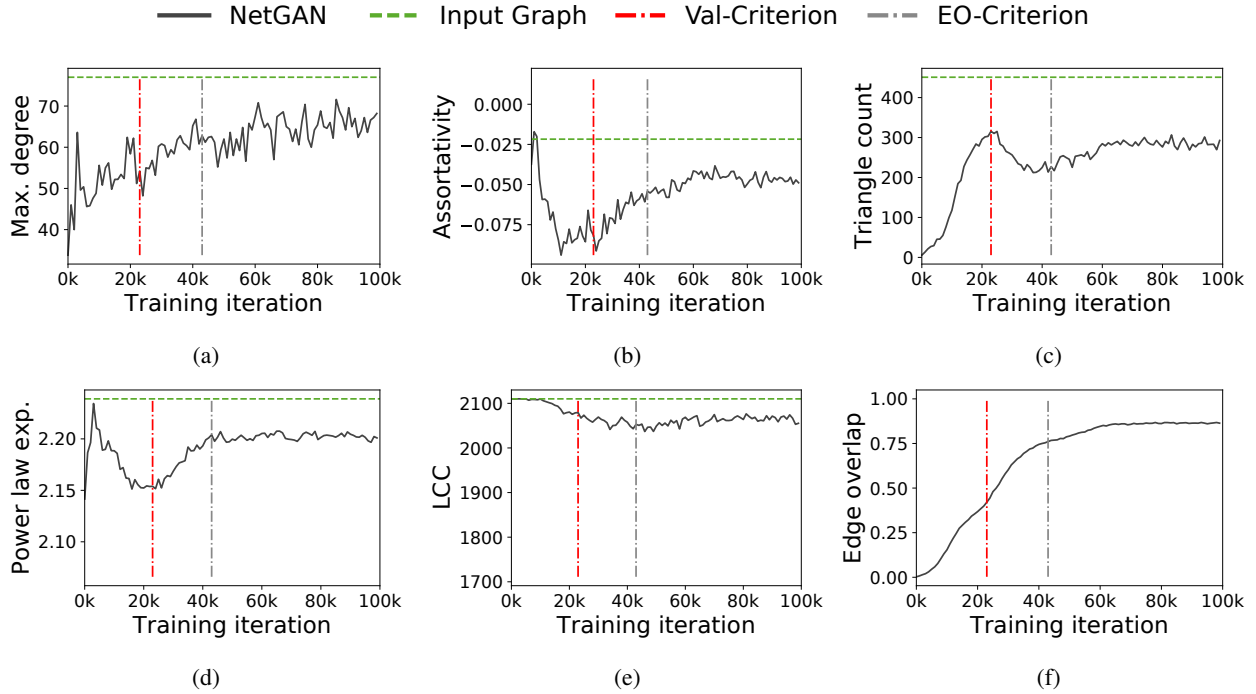 NetGAN Input Graph Val-Criterion EO-Criterion
Max. degree
70
60
50
40
0k 20k 40k 60k 80k 100k
Training iteration
(a)
Assortativity
0.000
−0.025
−0.050
−0.075
0k 20k 40k 60k 80k 100k
Training iteration
(b)
Triangle count
400
300
200
100
0
0k 20k 40k 60k 80k 100k
Training iteration
(c)
Power law exp.
2.20
2.15
2.10
0k 20k 40k 60k 80k 100k
Training iteration
(d)
LCC
2100
2000
1900
1800
1700
0k 20k 40k 60k 80k 100k
Training iteration
(e)
Edge overlap
1.00
0.75
0.50
0.25
0.00
0k 20k 40k 60k 80k 100k
Training iteration
(f)